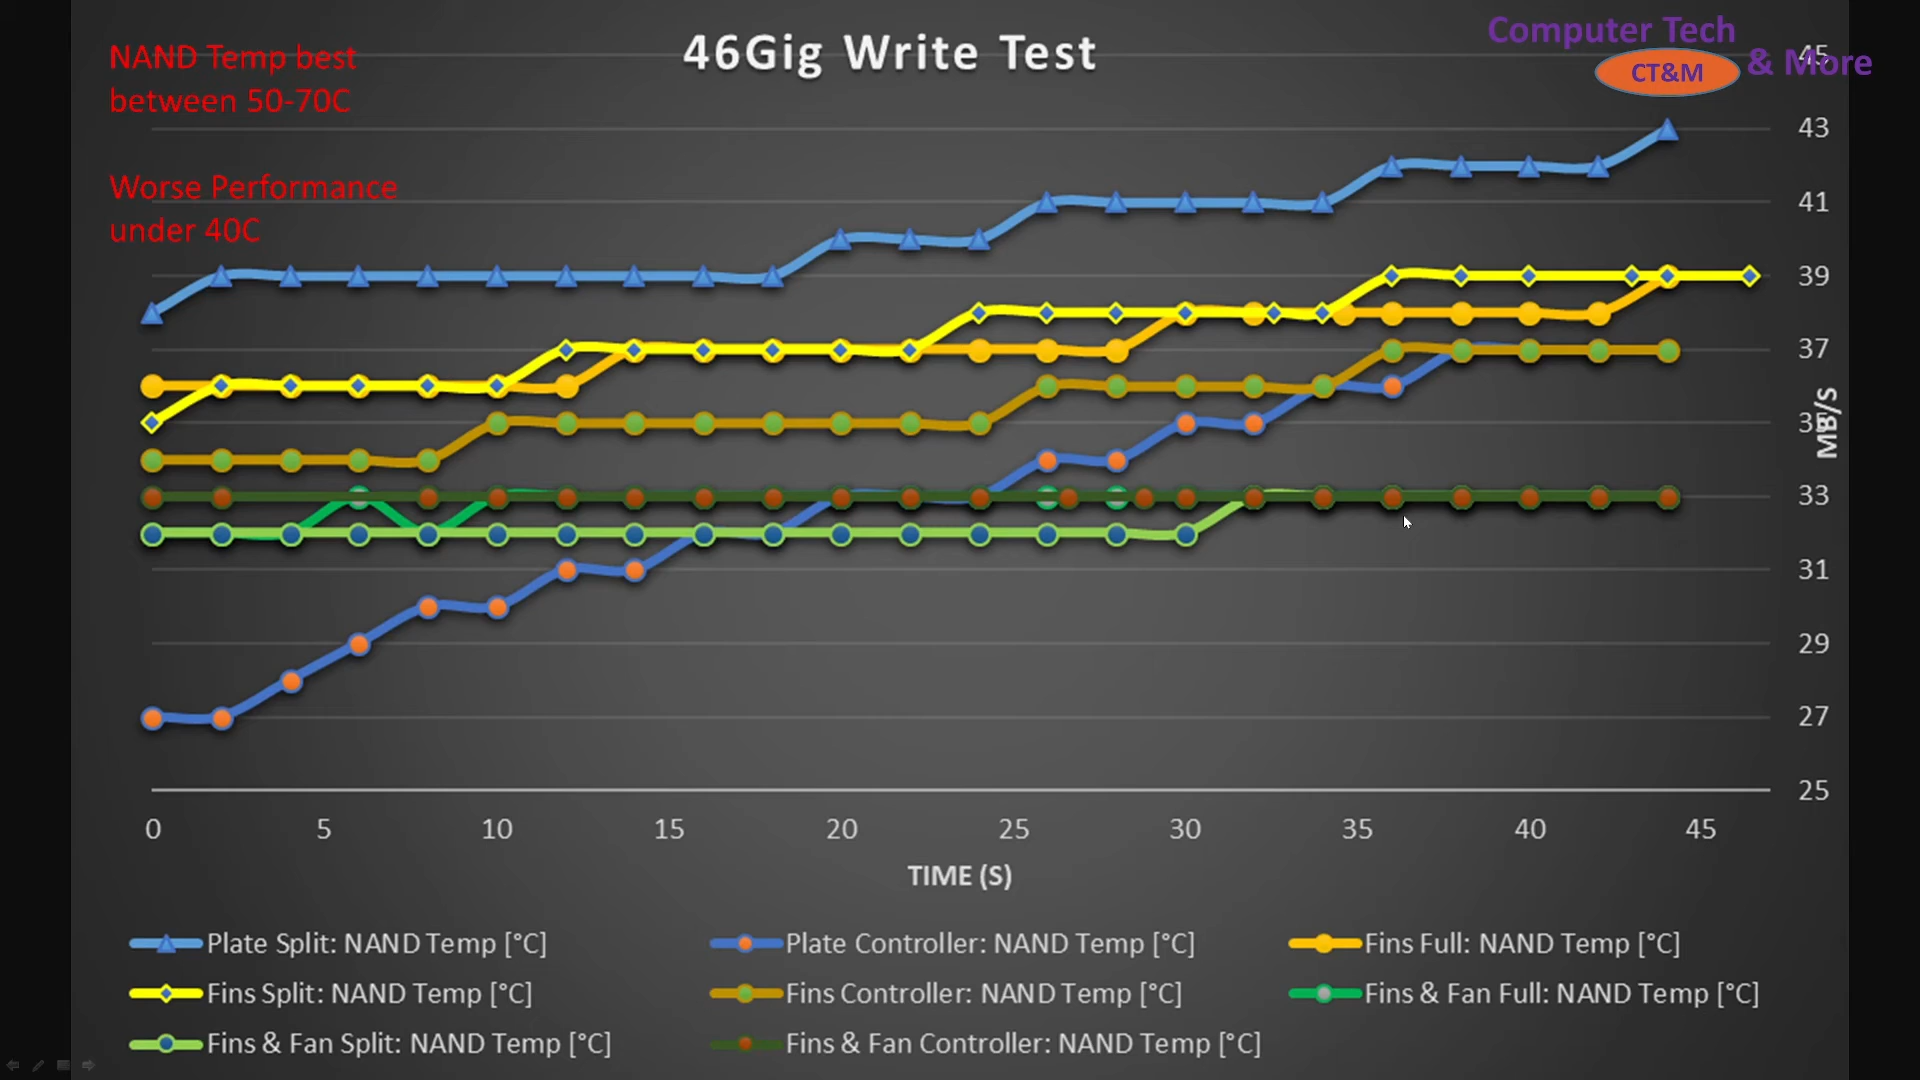 46Gig Write Test
Computer Tech
& More
CT&M
NAND Temp best
between 50-70C
Worse Performance
under 40C
45
43
41
39
37
35
33
31
29
27
25
MB/S
0 5 10 15 20 25 30 35 40 45
TIME (S)
Plate Split: NAND Temp [°C] Plate Controller: NAND Temp [°C] Fins Full: NAND Temp [°C]
Fins Split: NAND Temp [°C] Fins Controller: NAND Temp [°C] Fins & Fan Full: NAND Temp [°C]
Fins & Fan Split: NAND Temp [°C] Fins & Fan Controller: NAND Temp [°C]